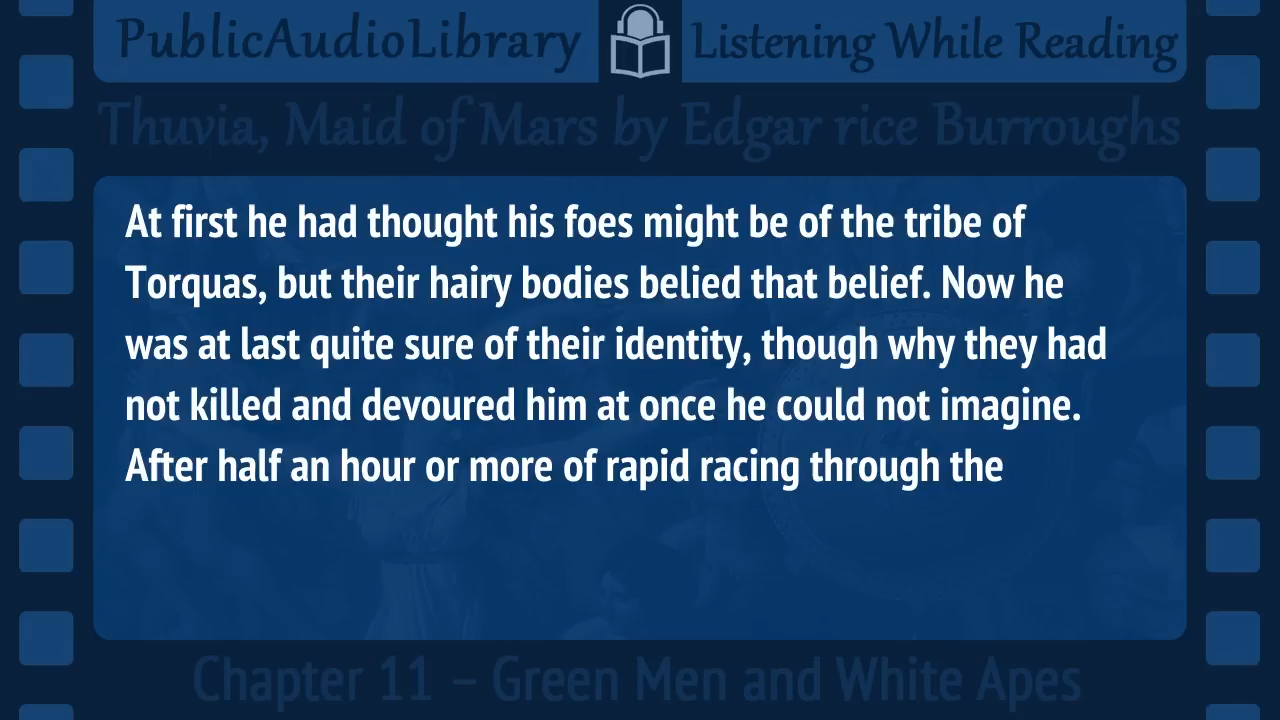 PublicAudioLibrary Listening While Reading
Thuvia, Maid of Mars by Edgar rice Burroughs
At first he had thought his foes might be of the tribe of
Torquas, but their hairy bodies belied that belief. Now he
was at last quite sure of their identity, though why they had
not killed and devoured him at once he could not imagine.
After half an hour or more of rapid racing through the
Chapter 11 – Green Men and White Apes